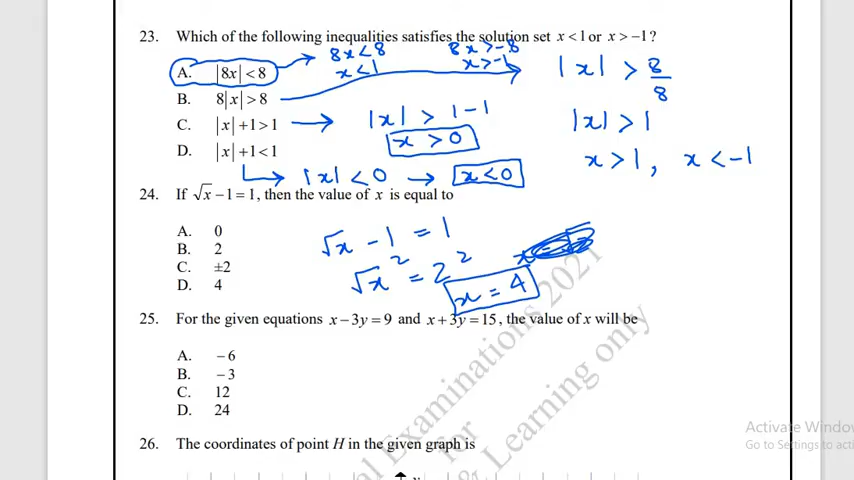 23. Which of the following inequalities satisfies the solution set x < 1 or x > −1?
8x < 8 8x > −8
A. |8x| < 8 x < 1 x > −1 |x| > 8/8
B. 8|x| > 8
C. |x| + 1 > 1 |x| > 1 − 1 |x| > 1
x > 0
D. |x| + 1 < 1 x > 1, x < −1
|x| < 0 → x < 0
24. If √x − 1 = 1, then the value of x is equal to
A. 0
B. 2
C. ±2
D. 4
√x − 1 = 1
√x² = 2²
x = 4
25. For the given equations x − 3y = 9 and x + 3y = 15, the value of x will be
A. − 6
B. − 3
C. 12
D. 24
26. The coordinates of point H in the given graph is
Examinations 2021
for
& Learning only
Activate Window
Go to Settings to acti